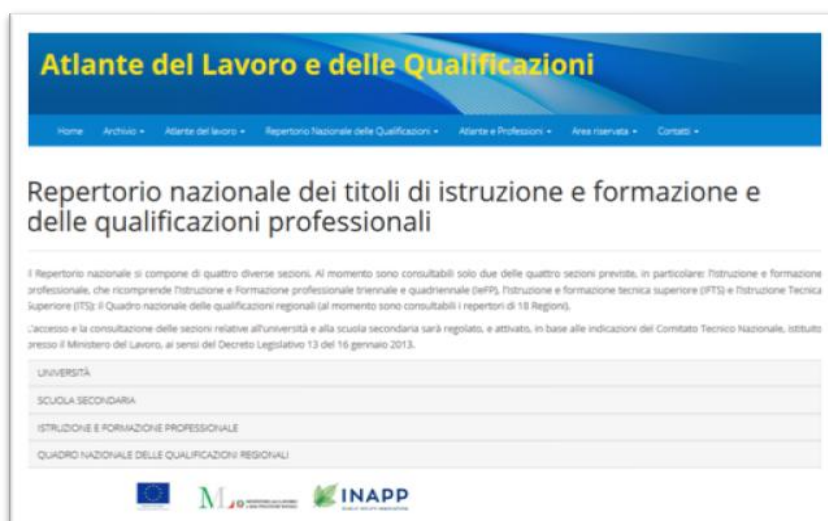 Atlante del Lavoro e delle Qualificazioni
Home Archivio Atlante del lavoro Repertorio Nazionale delle Qualificazioni Atlante e Professioni Area riservata Contatti
Repertorio nazionale dei titoli di istruzione e formazione e
delle qualificazioni professionali
Il Repertorio nazionale si compone di quattro diverse sezioni. Al momento sono consultabili solo due delle quattro sezioni previste, in particolare: l'Istruzione e formazione
professionale, che ricomprende l'Istruzione e Formazione professionale triennale e quadriennale (IeFP), l'Istruzione e formazione tecnica superiore (IFTS) e l'Istruzione Tecnica
Superiore (ITS); il Quadro nazionale delle qualificazioni regionali (al momento sono consultabili i repertori di 18 Regioni).
L'accesso e la consultazione delle sezioni relative all'università e alla scuola secondaria sarà regolato, e attivato, in base alle indicazioni del Comitato Tecnico Nazionale, istituito
presso il Ministero del Lavoro, ai sensi del Decreto Legislativo 13 del 16 gennaio 2013.
UNIVERSITÀ
SCUOLA SECONDARIA
ISTRUZIONE E FORMAZIONE PROFESSIONALE
QUADRO NAZIONALE DELLE QUALIFICAZIONI REGIONALI
INAPP